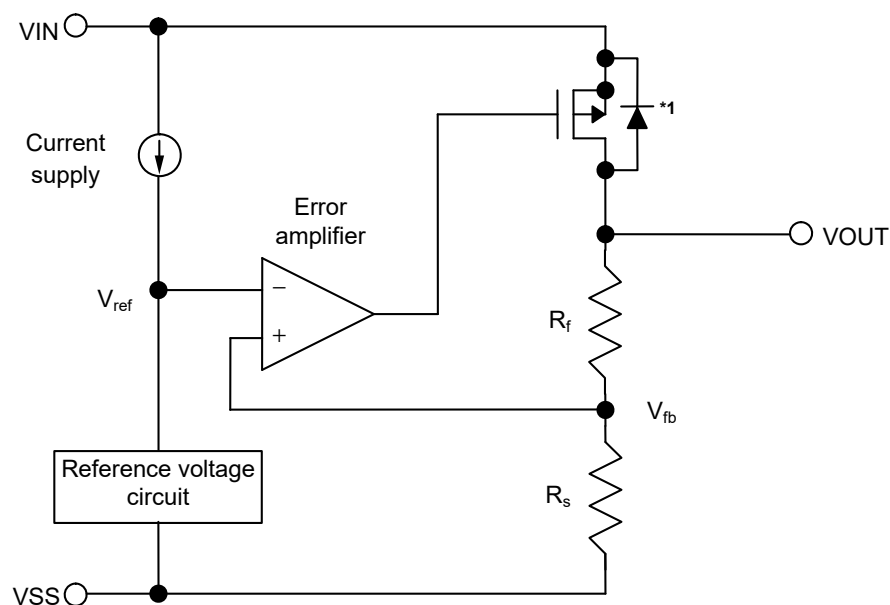 VIN
*1
Current
supply
Error
amplifier
VOUT
Vref
−
+
Rf
Vfb
Reference voltage
circuit
Rs
VSS